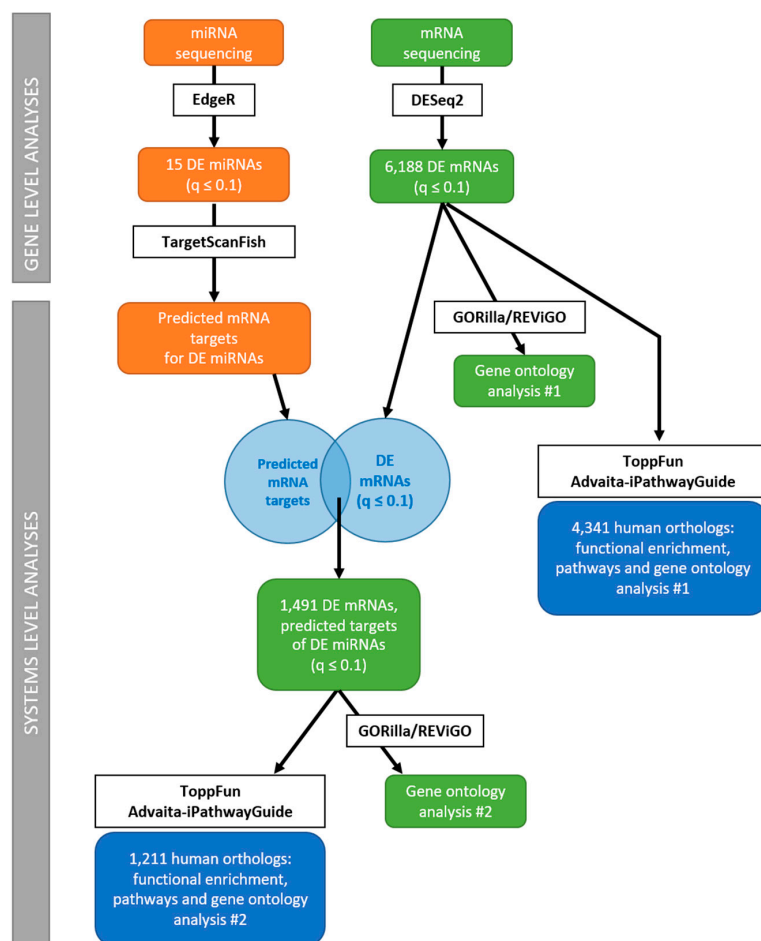 GENE LEVEL ANALYSES
miRNA
sequencing
mRNA
sequencing
EdgeR
DESeq2
15 DE miRNAs
(q ≤ 0.1)
6,188 DE mRNAs
(q ≤ 0.1)
TargetScanFish
SYSTEMS LEVEL ANALYSES
Predicted mRNA
targets
for DE miRNAs
GORilla/REViGO
Gene ontology
analysis #1
Predicted
mRNA
targets
DE
mRNAs
(q ≤ 0.1)
ToppFun
Advaita-iPathwayGuide
4,341 human orthologs:
functional enrichment,
pathways and gene ontology
analysis #1
1,491 DE mRNAs,
predicted targets
of DE miRNAs
(q ≤ 0.1)
GORilla/REViGO
Gene ontology
analysis #2
ToppFun
Advaita-iPathwayGuide
1,211 human orthologs:
functional enrichment,
pathways and gene ontology
analysis #2